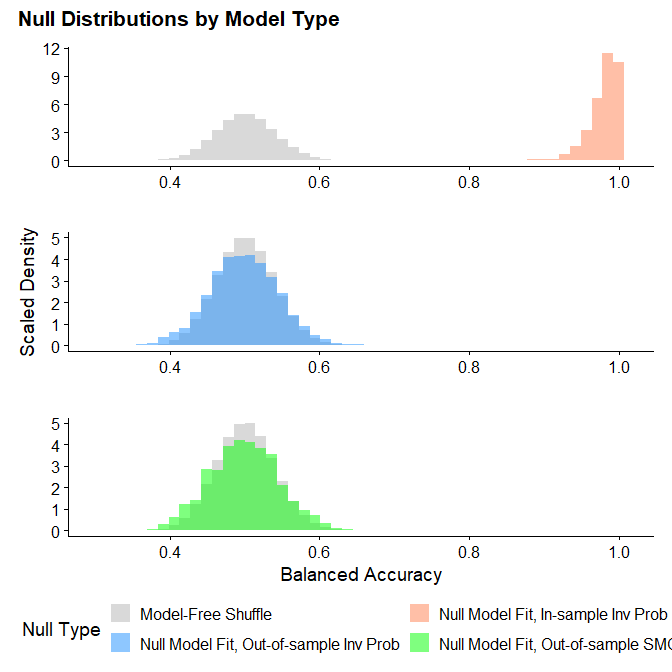 Null Distributions by Model Type
12
9
6
3
0
0.4 0.6 0.8 1.0
Scaled Density
5
4
3
2
1
0
0.4 0.6 0.8 1.0
5
4
3
2
1
0
0.4 0.6 0.8 1.0
Balanced Accuracy
Null Type
Model-Free Shuffle
Null Model Fit, In-sample Inv Prob
Null Model Fit, Out-of-sample Inv Prob
Null Model Fit, Out-of-sample